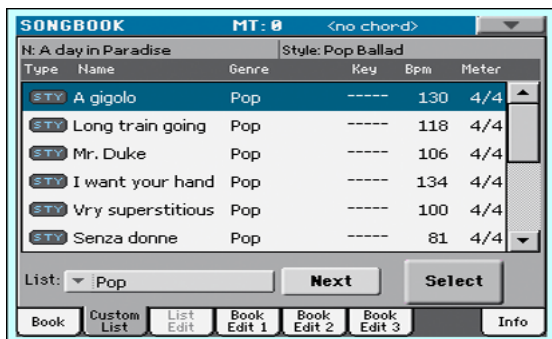 SONGBOOK MT: 0 <no chord>
N: A day in Paradise Style: Pop Ballad
Type Name Genre Key Bpm Meter
STY A gigolo Pop ----- 130 4/4
STY Long train going Pop ----- 118 4/4
STY Mr. Duke Pop ----- 106 4/4
STY I want your hand Pop ----- 134 4/4
STY Vry superstitious Pop ----- 100 4/4
STY Senza donne Pop ----- 81 4/4
List: Pop Next Select
Book Custom List List Edit Book Edit 1 Book Edit 2 Book Edit 3 Info